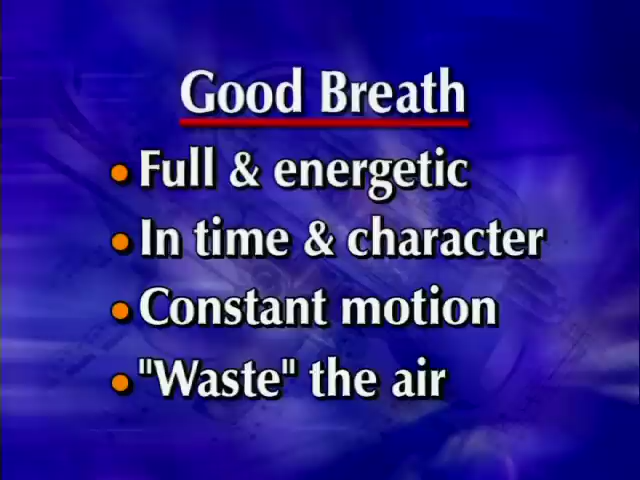 Good Breath
• Full & energetic
• In time & character
• Constant motion
• "Waste" the air